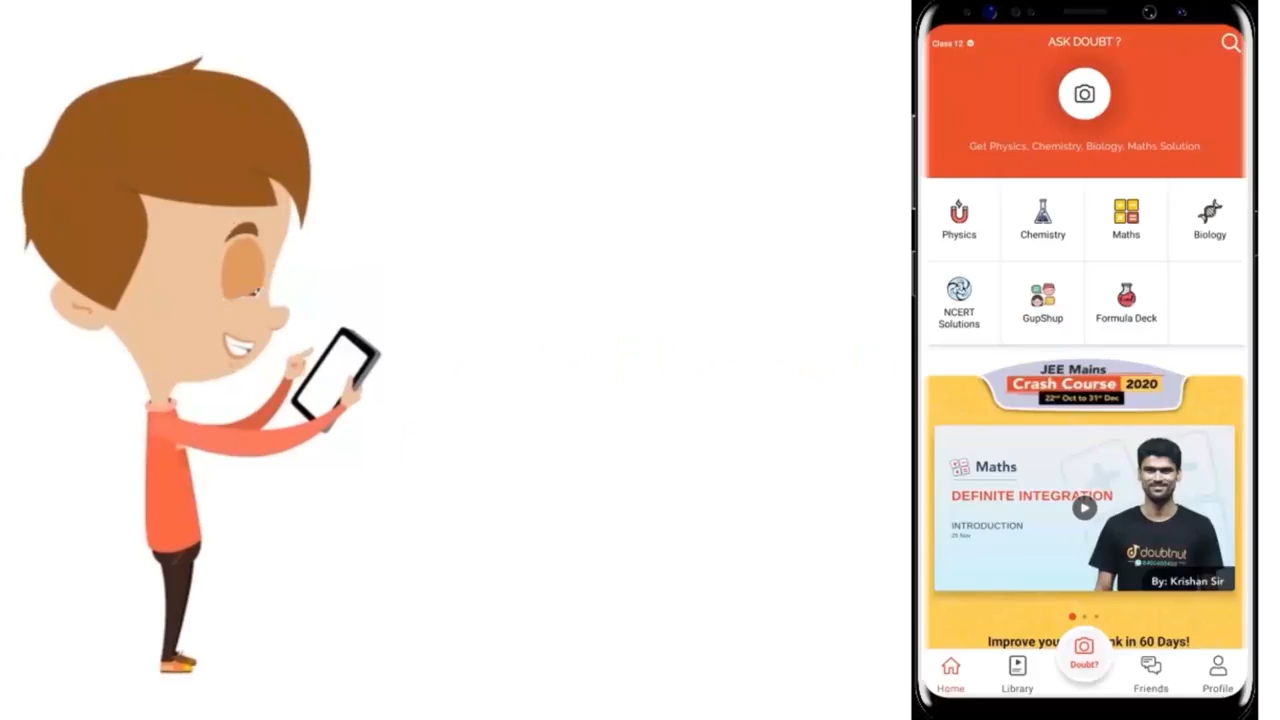 Class 12
ASK DOUBT ?
Get Physics, Chemistry, Biology, Maths Solution
Physics
Chemistry
Maths
Biology
NCERT
Solutions
GupShup
Formula Deck
JEE Mains
Crash Course 2020
22nd Oct to 31st Dec
Maths
DEFINITE INTEGRATION
INTRODUCTION
doubtnut
By: Krishan Sir
Improve you nk in 60 Days!
Doubt?
Home
Library
Friends
Profile